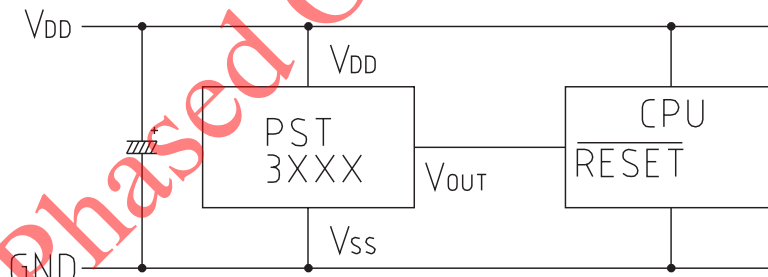 VDD
VDD
+
PST
3XXX
CPU
RESET
VOUT
VSS
GND
Phased